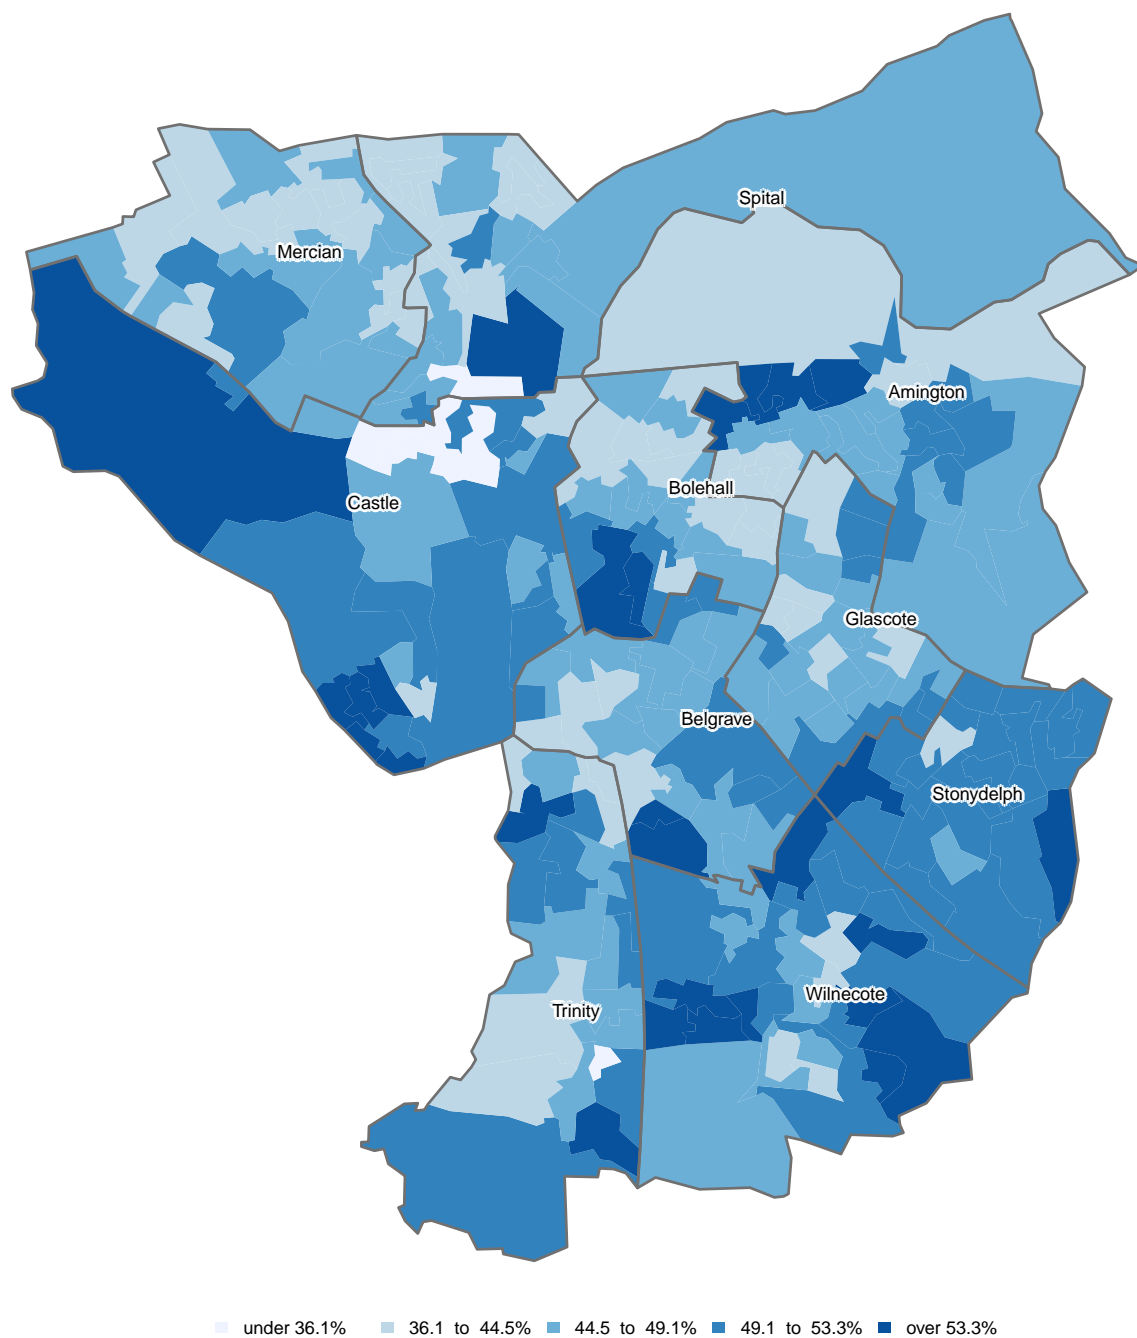 Spital
Mercian
Amington
Bolehall
Castle
Glascote
Belgrave
Stonydelph
Wilnecote
Trinity
under 36.1% 36.1 to 44.5% 44.5 to 49.1% 49.1 to 53.3% over 53.3%